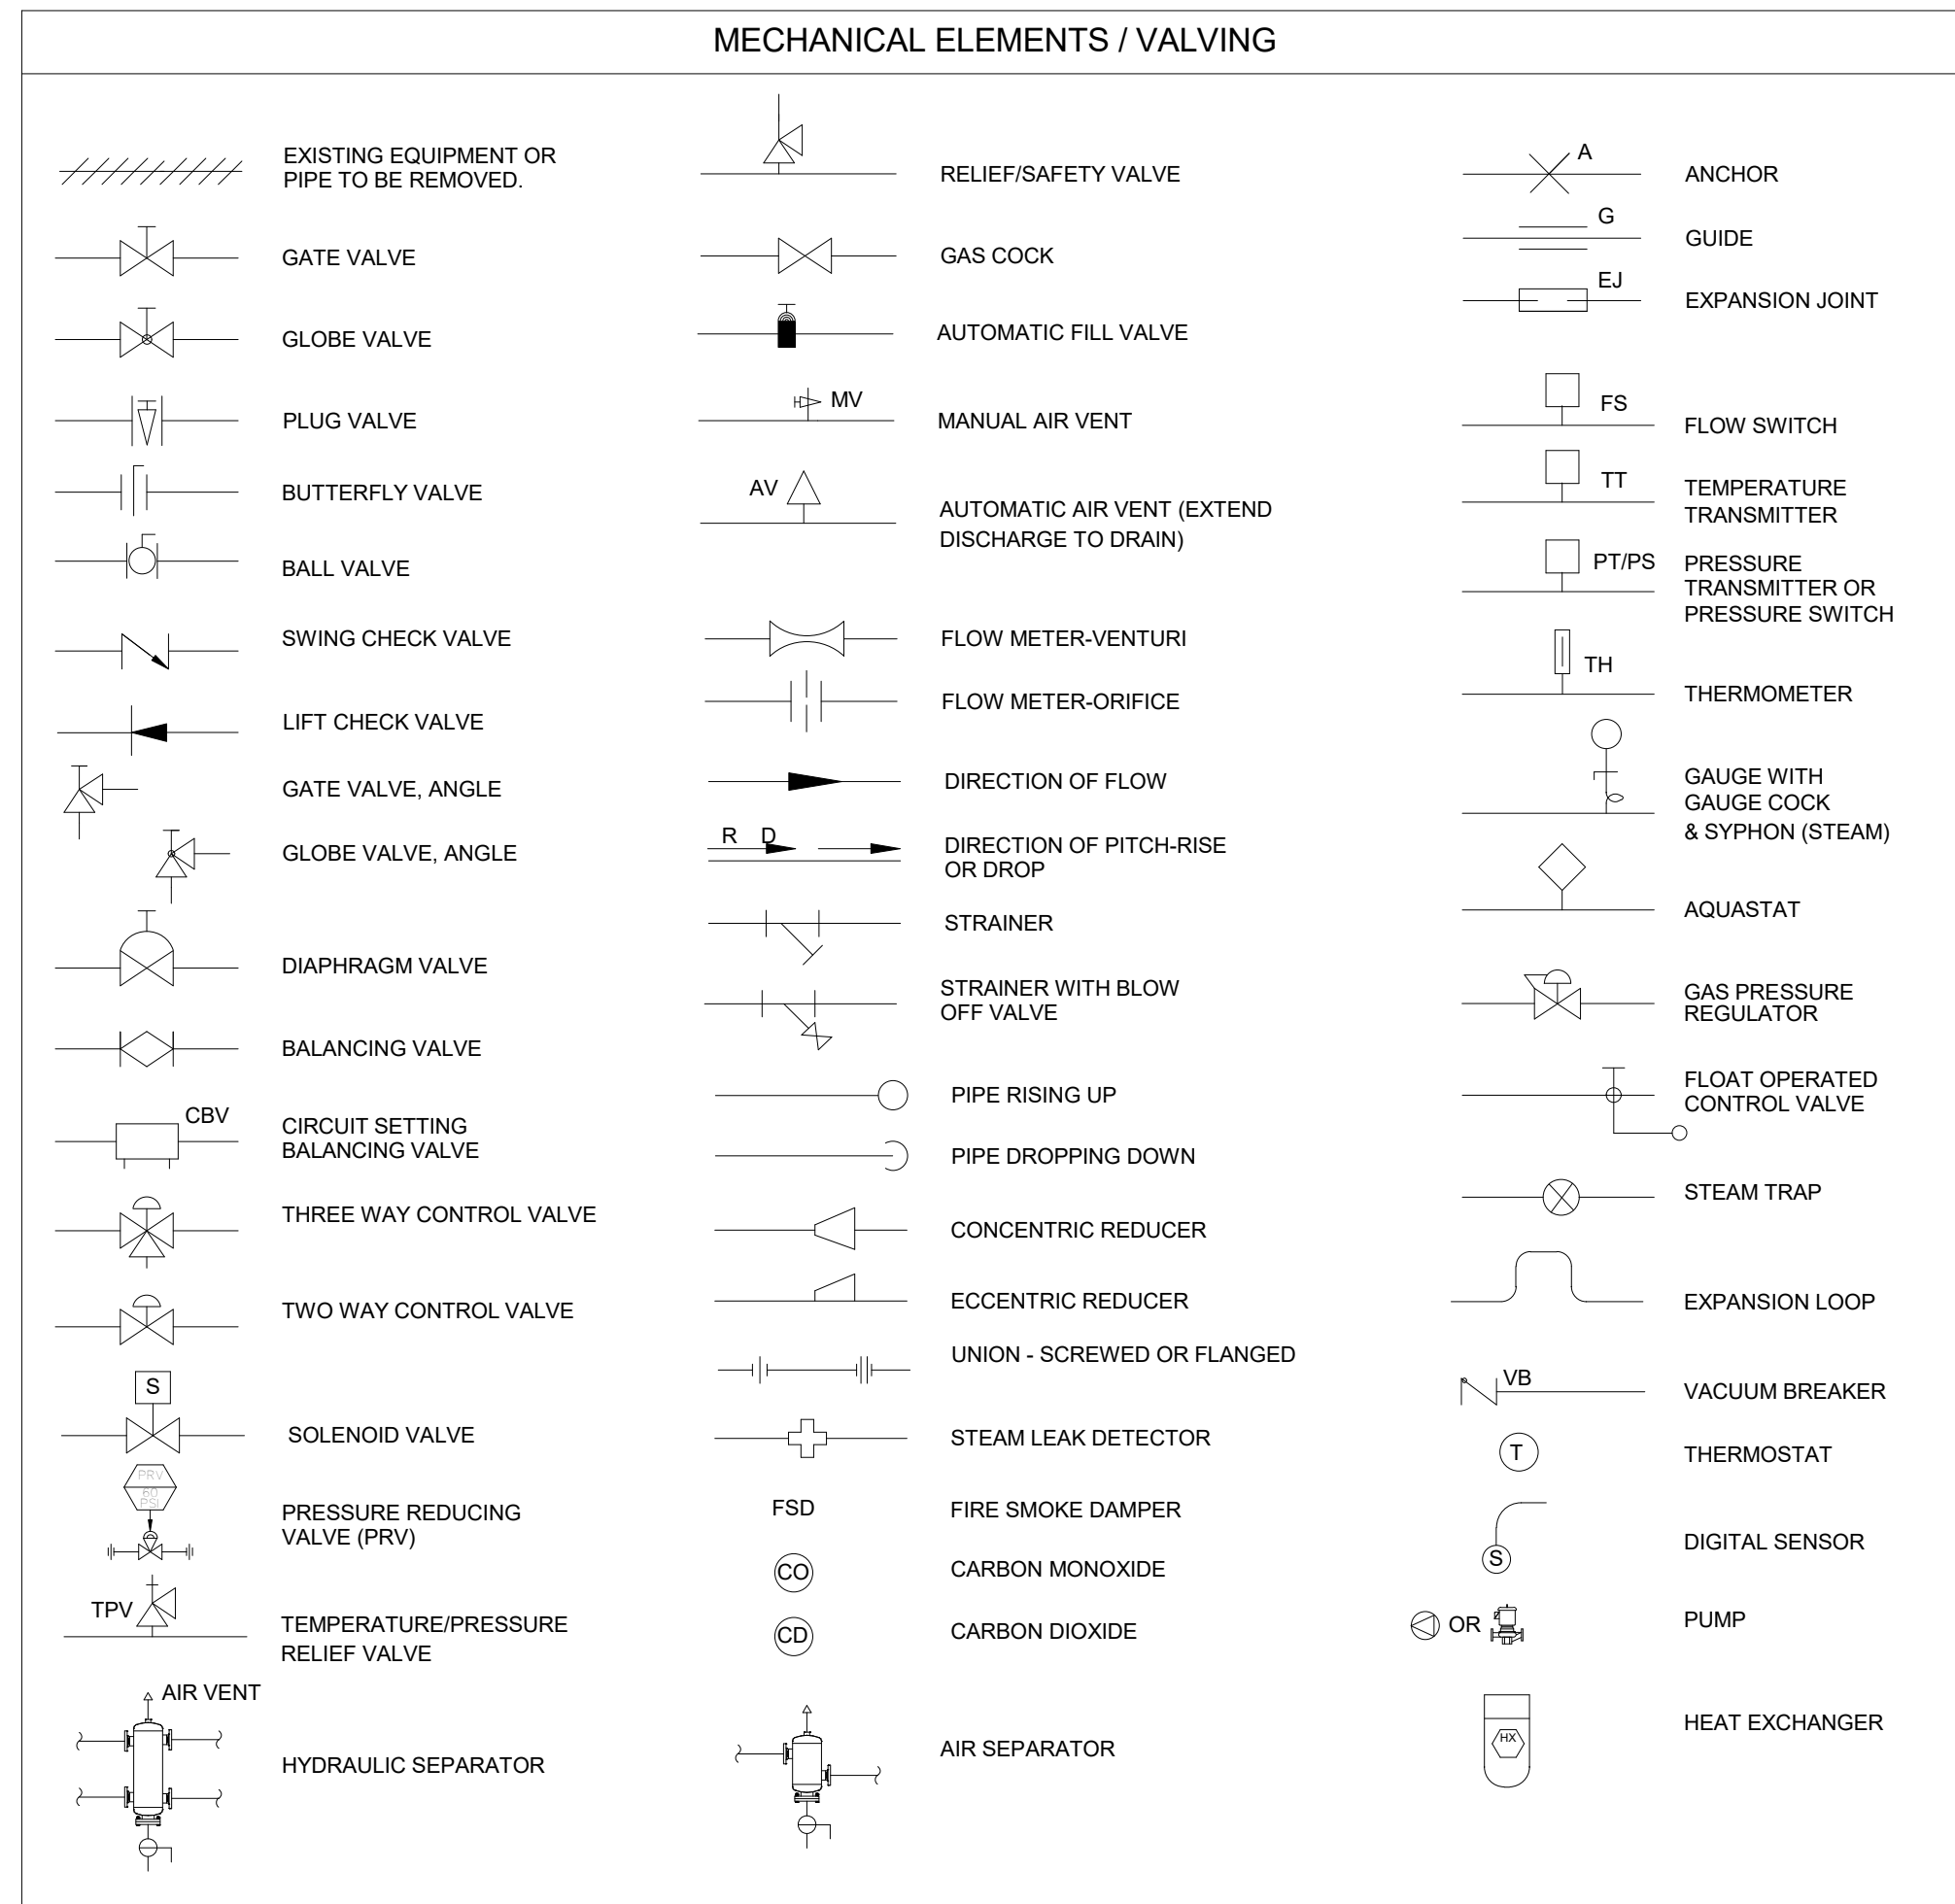 MECHANICAL ELEMENTS / VALVING
EXISTING EQUIPMENT OR
PIPE TO BE REMOVED.
GATE VALVE
GLOBE VALVE
PLUG VALVE
BUTTERFLY VALVE
BALL VALVE
SWING CHECK VALVE
LIFT CHECK VALVE
GATE VALVE, ANGLE
GLOBE VALVE, ANGLE
DIAPHRAGM VALVE
BALANCING VALVE
CBV
CIRCUIT SETTING
BALANCING VALVE
THREE WAY CONTROL VALVE
TWO WAY CONTROL VALVE
S
SOLENOID VALVE
PRV
60
PSI
PRESSURE REDUCING
VALVE (PRV)
TPV
TEMPERATURE/PRESSURE
RELIEF VALVE
AIR VENT
HYDRAULIC SEPARATOR
RELIEF/SAFETY VALVE
GAS COCK
AUTOMATIC FILL VALVE
MV
MANUAL AIR VENT
AV
AUTOMATIC AIR VENT (EXTEND
DISCHARGE TO DRAIN)
FLOW METER-VENTURI
FLOW METER-ORIFICE
DIRECTION OF FLOW
R D
DIRECTION OF PITCH-RISE
OR DROP
STRAINER
STRAINER WITH BLOW
OFF VALVE
PIPE RISING UP
PIPE DROPPING DOWN
CONCENTRIC REDUCER
ECCENTRIC REDUCER
UNION - SCREWED OR FLANGED
STEAM LEAK DETECTOR
FSD
FIRE SMOKE DAMPER
CO
CARBON MONOXIDE
CD
CARBON DIOXIDE
AIR SEPARATOR
A
ANCHOR
G
GUIDE
EJ
EXPANSION JOINT
FS
FLOW SWITCH
TT
TEMPERATURE
TRANSMITTER
PT/PS
PRESSURE
TRANSMITTER OR
PRESSURE SWITCH
TH
THERMOMETER
GAUGE WITH
GAUGE COCK
& SYPHON (STEAM)
AQUASTAT
GAS PRESSURE
REGULATOR
FLOAT OPERATED
CONTROL VALVE
STEAM TRAP
EXPANSION LOOP
VB
VACUUM BREAKER
T
THERMOSTAT
S
DIGITAL SENSOR
OR
PUMP
HX
HEAT EXCHANGER